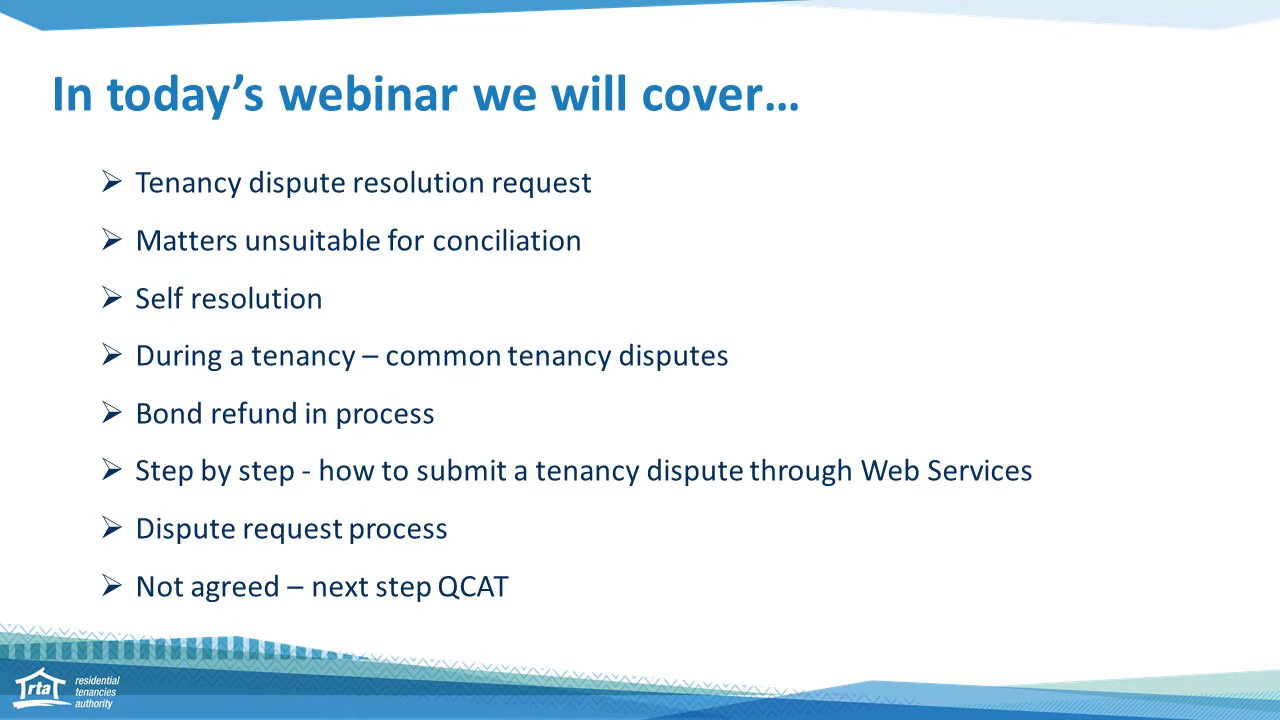 In today’s webinar we will cover…
➢ Tenancy dispute resolution request
➢ Matters unsuitable for conciliation
➢ Self resolution
➢ During a tenancy – common tenancy disputes
➢ Bond refund in process
➢ Step by step - how to submit a tenancy dispute through Web Services
➢ Dispute request process
➢ Not agreed – next step QCAT
rta
residential
tenancies
authority